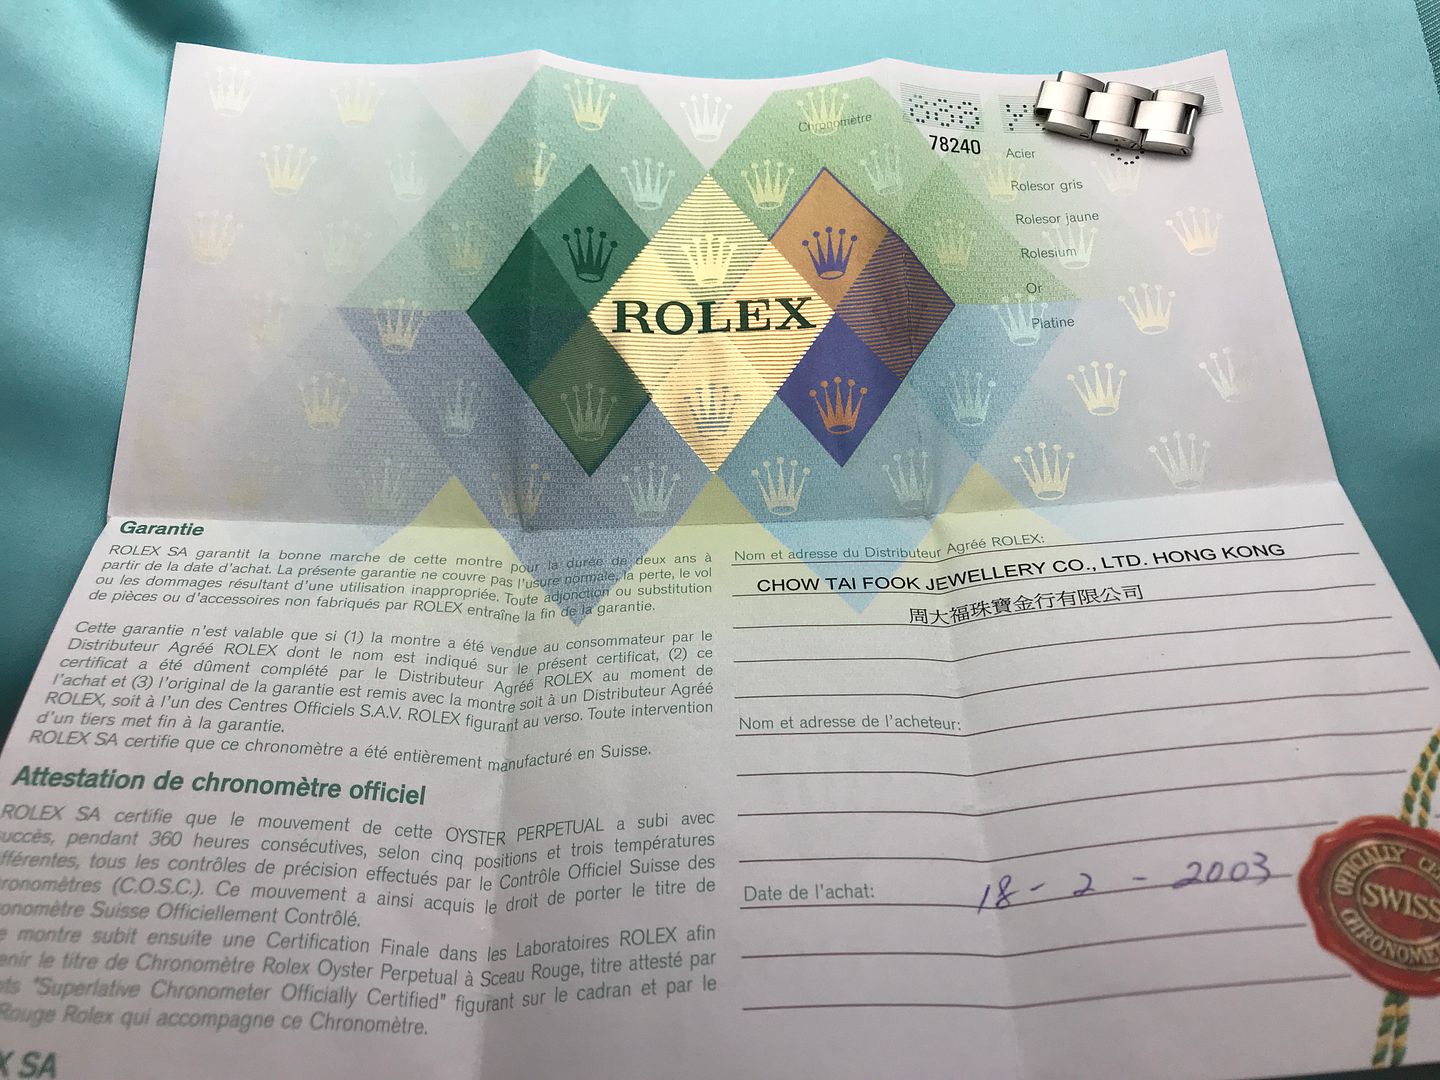 Chronomètre
78240
Acier
Rolesor gris
Rolesor jaune
Rolesium
Or
Platine
ROLEX
Garantie
ROLEX SA garantit la bonne marche de cette montre pour la durée de deux ans à
partir de la date d'achat. La présente garantie ne couvre pas l'usure normale, la perte, le vol
ou les dommages résultant d'une utilisation inappropriée. Toute adjonction ou substitution
de pièces ou d'accessoires non fabriqués par ROLEX entraîne la fin de la garantie.
Cette garantie n'est valable que si (1) la montre a été vendue au consommateur par le
Distributeur Agréé ROLEX dont le nom est indiqué sur le présent certificat, (2) ce
certificat a été dûment complété par le Distributeur Agréé ROLEX au moment de
l'achat et (3) l'original de la garantie est remis avec la montre soit à un Distributeur Agréé
ROLEX, soit à l'un des Centres Officiels S.A.V. ROLEX figurant au verso. Toute intervention
d'un tiers met fin à la garantie.
ROLEX SA certifie que ce chronomètre a été entièrement manufacturé en Suisse.
Attestation de chronomètre officiel
ROLEX SA certifie que le mouvement de cette OYSTER PERPETUAL a subi avec
succès, pendant 360 heures consécutives, selon cinq positions et trois températures
fférentes, tous les contrôles de précision effectués par le Contrôle Officiel Suisse des
ronomètres (C.O.S.C.). Ce mouvement a ainsi acquis le droit de porter le titre de
onomètre Suisse Officiellement Contrôlé.
e montre subit ensuite une Certification Finale dans les Laboratoires ROLEX afin
enir le titre de Chronomètre Rolex Oyster Perpetual à Sceau Rouge, titre attesté par
ots "Superlative Chronometer Officially Certified" figurant sur le cadran et par le
Rouge Rolex qui accompagne ce Chronomètre.
X SA
Nom et adresse du Distributeur Agréé ROLEX:
CHOW TAI FOOK JEWELLERY CO., LTD. HONG KONG
周大福珠寶金行有限公司
Nom et adresse de l'acheteur:
Date de l'achat: 18 - 2 - 2003
OFFICIALLY CE
SWISS
CHRONOME